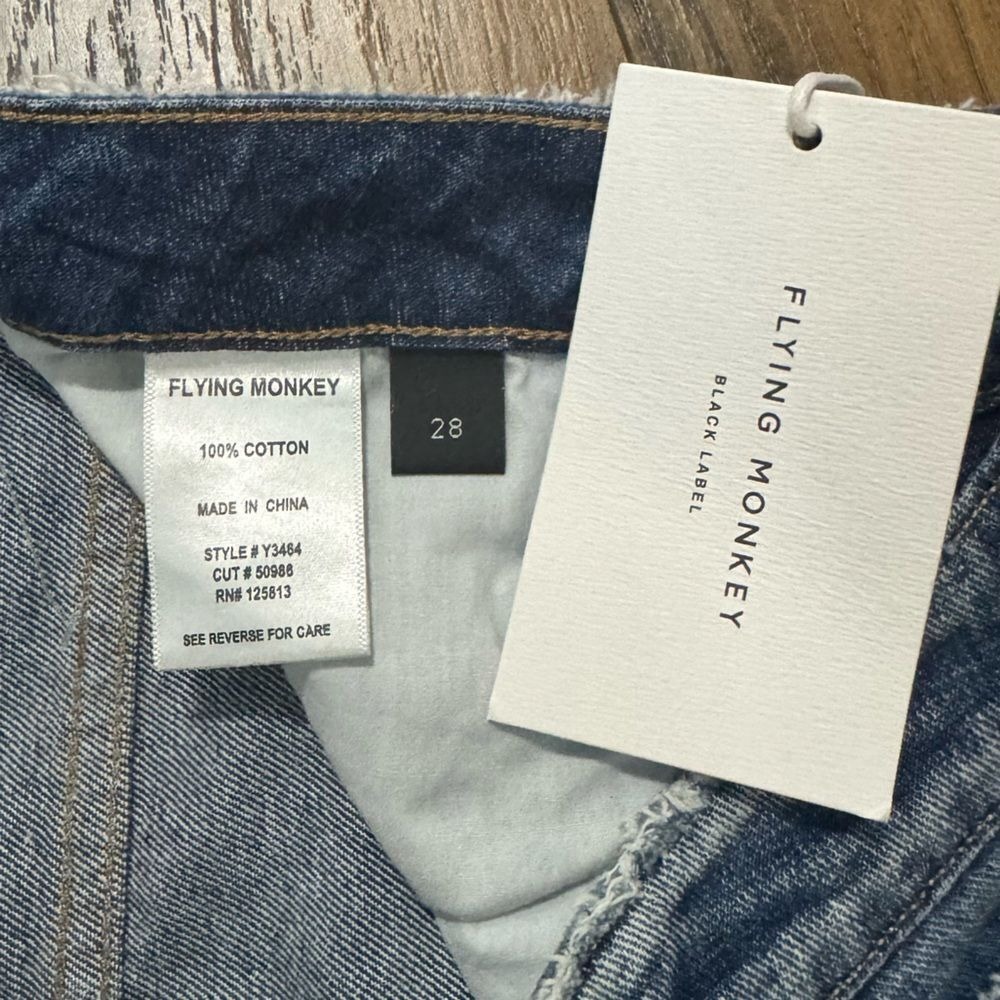 FLYING MONKEY
100% COTTON
MADE IN CHINA
STYLE # Y3464
CUT # 50986
RN# 125813
SEE REVERSE FOR CARE
28
FLYING MONKEY
BLACK LABEL